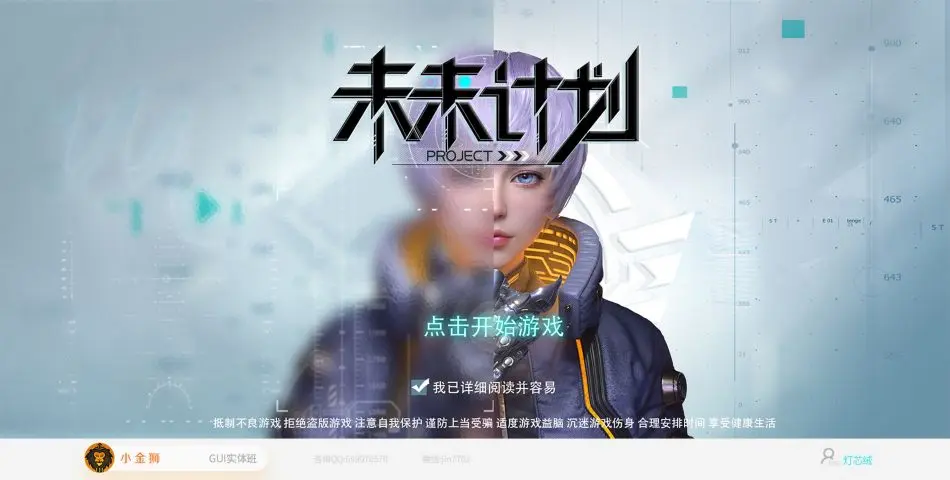 未来计划
PROJECT
900
640
465
S T
643
点击开始游戏
我已详细阅读并容易
抵制不良游戏 拒绝盗版游戏 注意自我保护 谨防上当受骗 适度游戏益脑 沉迷游戏伤身 合理安排时间 享受健康生活
小金狮 GUI实体班
灯芯绒